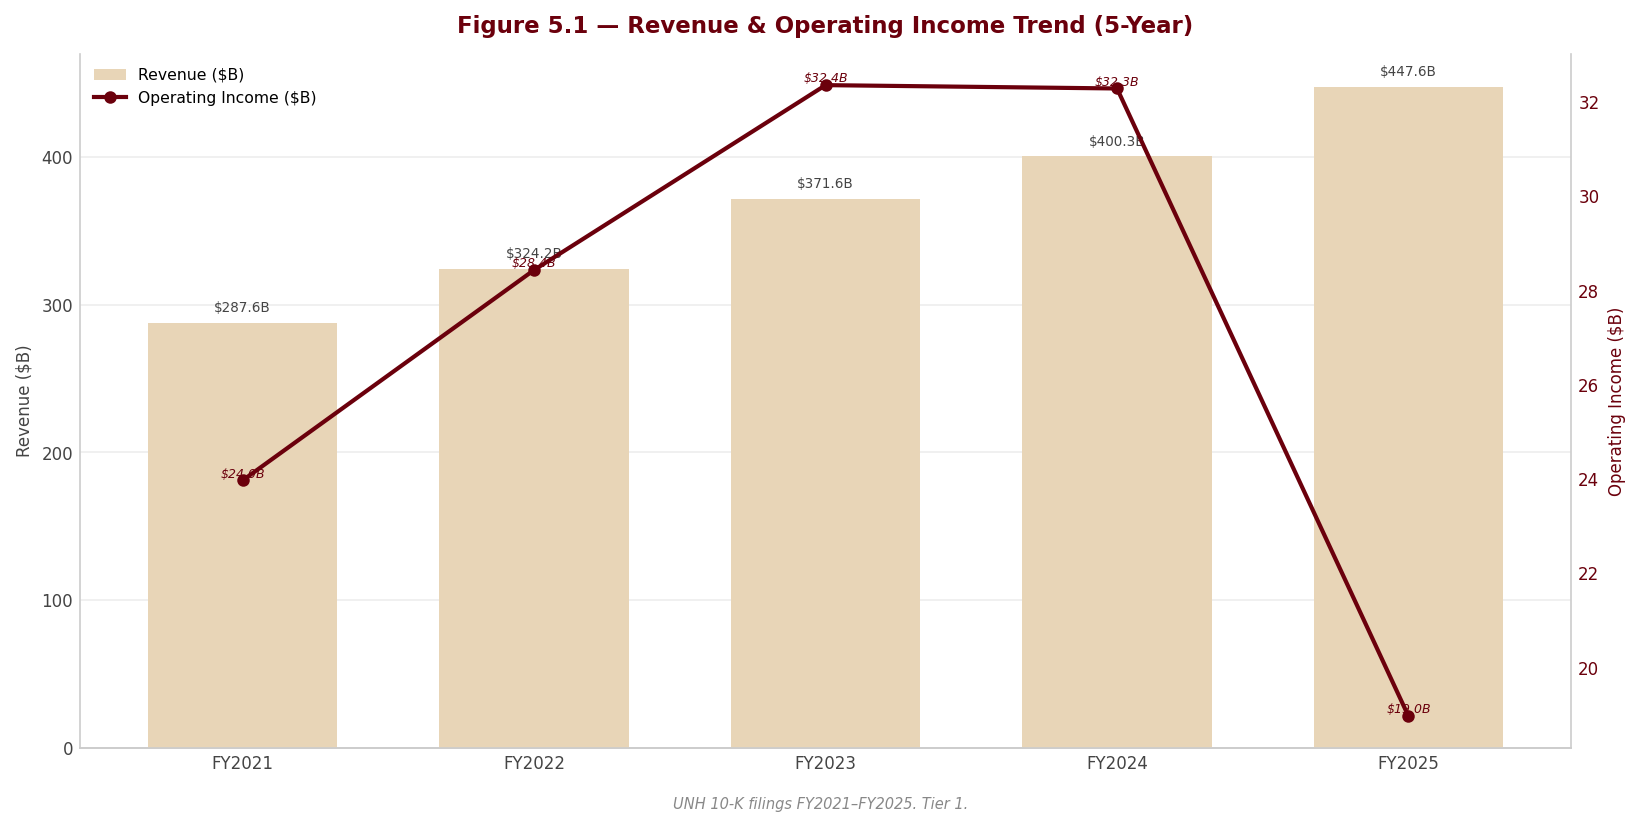 Figure 5.1 — Revenue & Operating Income Trend (5-Year)
Revenue ($B)
Operating Income ($B)
$287.6B
$324.2B
$371.6B
$400.3B
$447.6B
$24.0B
$28.4B
$32.4B
$32.3B
$19.0B
400
300
200
100
0
Revenue ($B)
32
30
28
26
24
22
20
Operating Income ($B)
FY2021 FY2022 FY2023 FY2024 FY2025
UNH 10-K filings FY2021–FY2025. Tier 1.